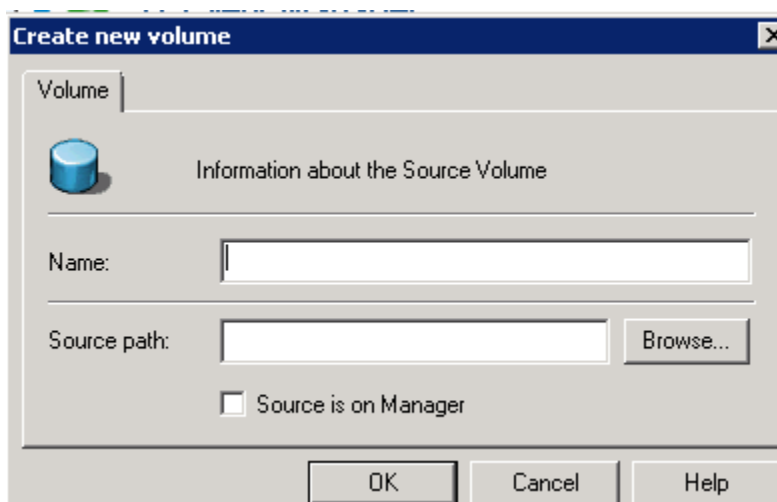 Create new volume
Volume
Information about the Source Volume
Name:
Source path:
Browse...
Source is on Manager
OK
Cancel
Help